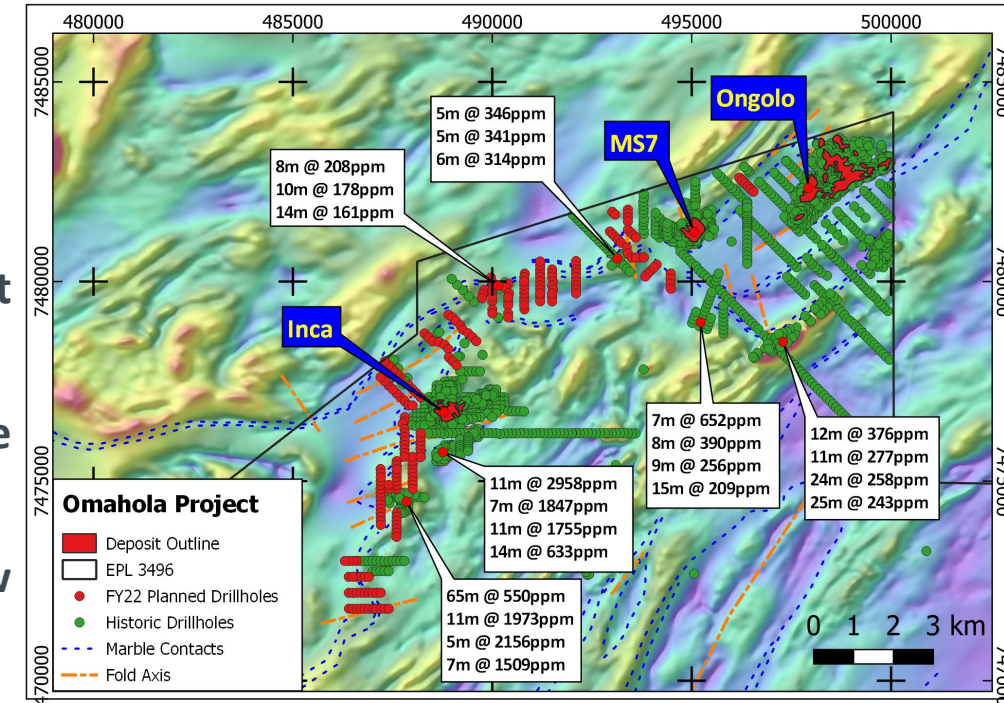 480000
485000
490000
495000
500000
7485000
5m @ 346ppm
5m @ 341ppm
6m @ 314ppm
MS7
Ongolo
8m @ 208ppm
10m @ 178ppm
14m @ 161ppm
7480000
Inca
7m @ 652ppm
8m @ 390ppm
9m @ 256ppm
15m @ 209ppm
12m @ 376ppm
11m @ 277ppm
24m @ 258ppm
25m @ 243ppm
7475000
11m @ 2958ppm
7m @ 1847ppm
11m @ 1755ppm
14m @ 633ppm
65m @ 550ppm
11m @ 1973ppm
5m @ 2156ppm
7m @ 1509ppm
Omahola Project
Deposit Outline
EPL 3496
FY22 Planned Drillholes
Historic Drillholes
Marble Contacts
Fold Axis
0 1 2 3 km